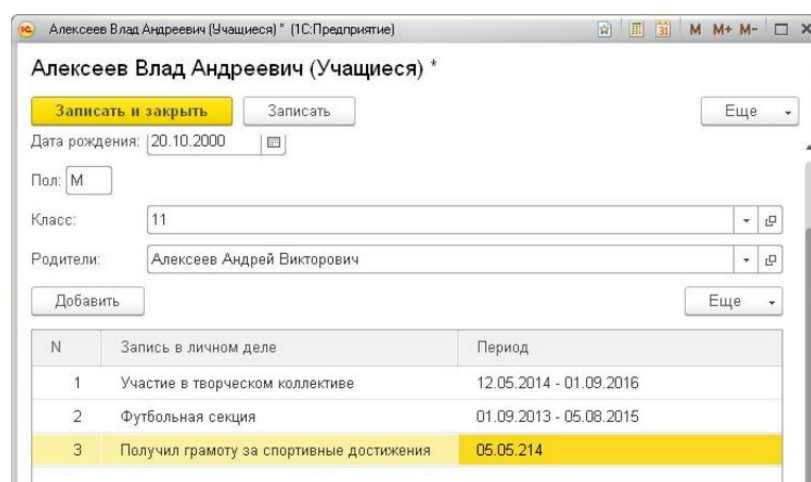 Алексеев Влад Андреевич (Учащиеся) * (1С:Предприятие)
31 M M+ M-
Алексеев Влад Андреевич (Учащиеся) *
Записать и закрыть Записать Еще
Дата рождения: 20.10.2000
Пол: М
Класс: 11
Родители: Алексеев Андрей Викторович
Добавить Еще
N Запись в личном деле Период
1 Участие в творческом коллективе 12.05.2014 - 01.09.2016
2 Футбольная секция 01.09.2013 - 05.08.2015
3 Получил грамоту за спортивные достижения 05.05.214